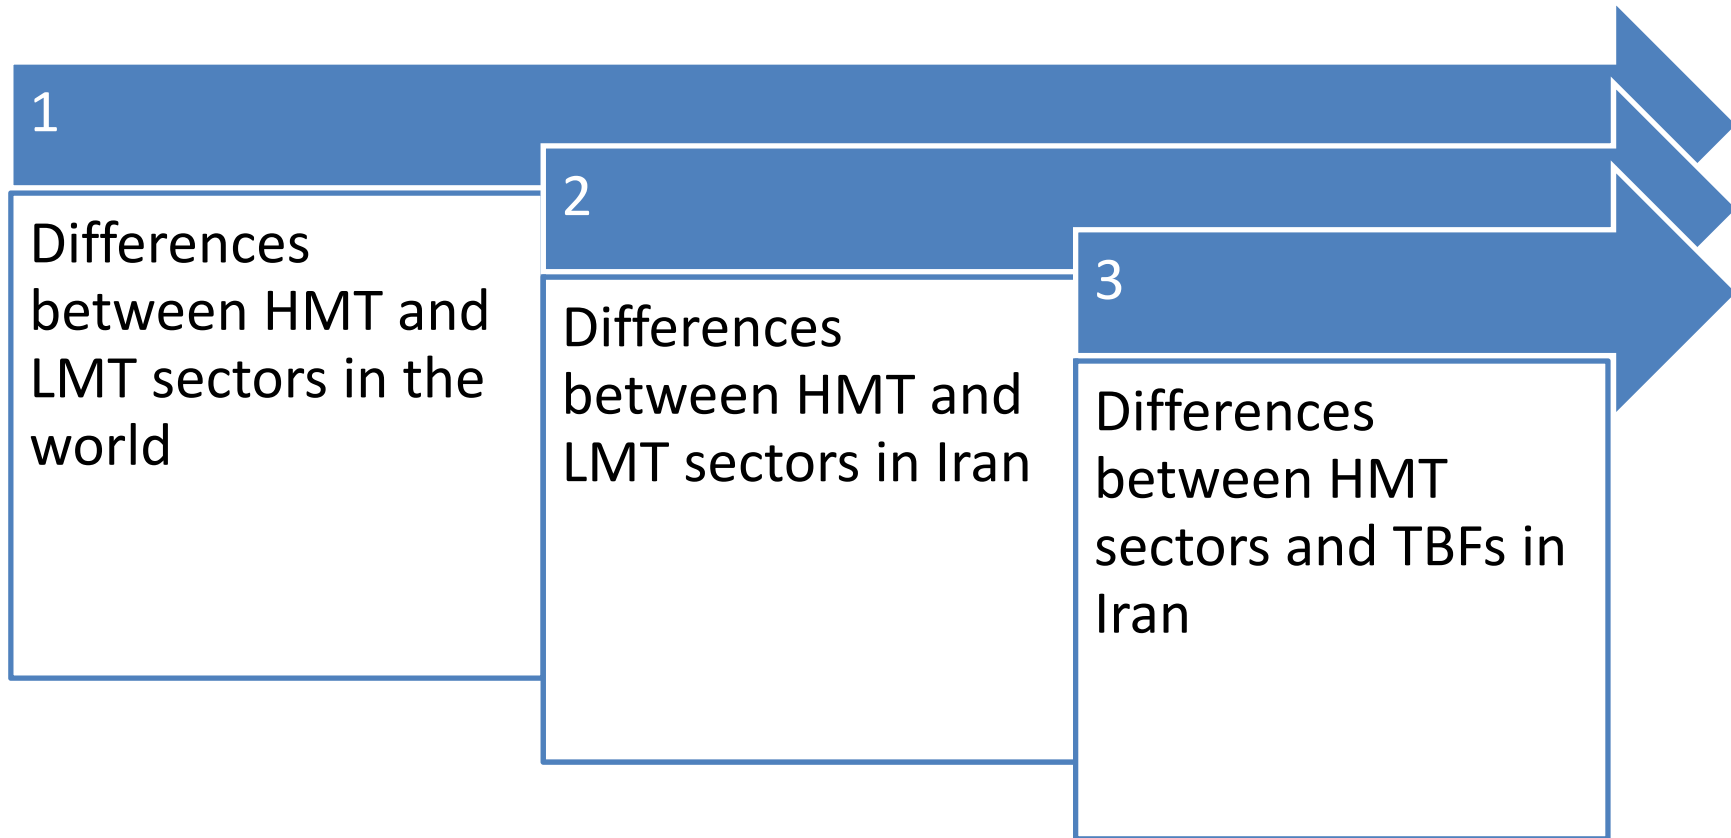 1
Differences
between HMT and
LMT sectors in the
world
2
Differences
between HMT and
LMT sectors in Iran
3
Differences
between HMT
sectors and TBFs in
Iran